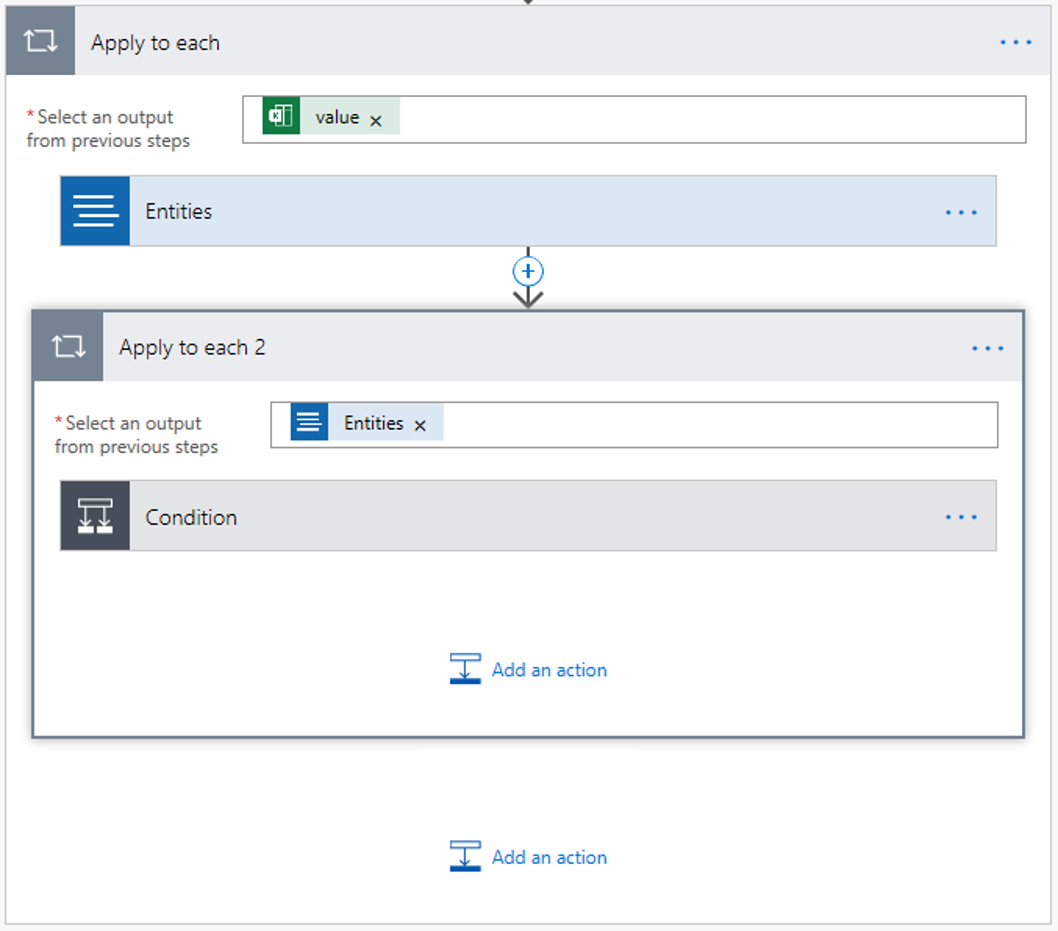 Apply to each
*Select an output
from previous steps
value
Entities
Apply to each 2
*Select an output
from previous steps
Entities
Condition
Add an action
Add an action